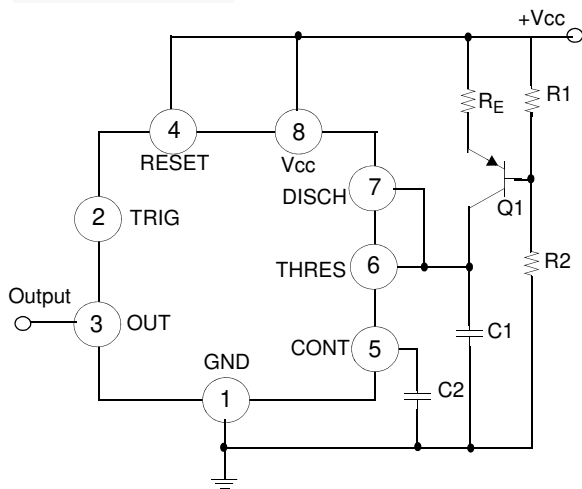 +Vcc
4
RESET
8
Vcc
RE
R1
7
DISCH
Q1
2
TRIG
6
THRES
R2
Output
3
OUT
5
CONT
C1
GND
1
C2